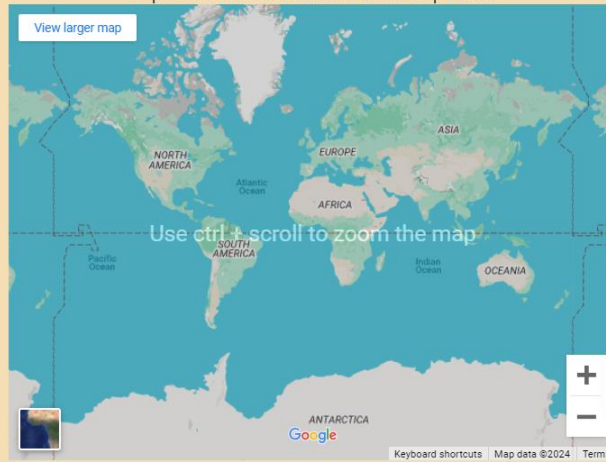 View larger map
NORTH
AMERICA
EUROPE
ASIA
Atlantic
Ocean
AFRICA
Use ctrl + scroll to zoom the map
SOUTH
AMERICA
Pacific
Ocean
Indian
Ocean
OCEANIA
ANTARCTICA
Google
Keyboard shortcuts
Map data ©2024
Term